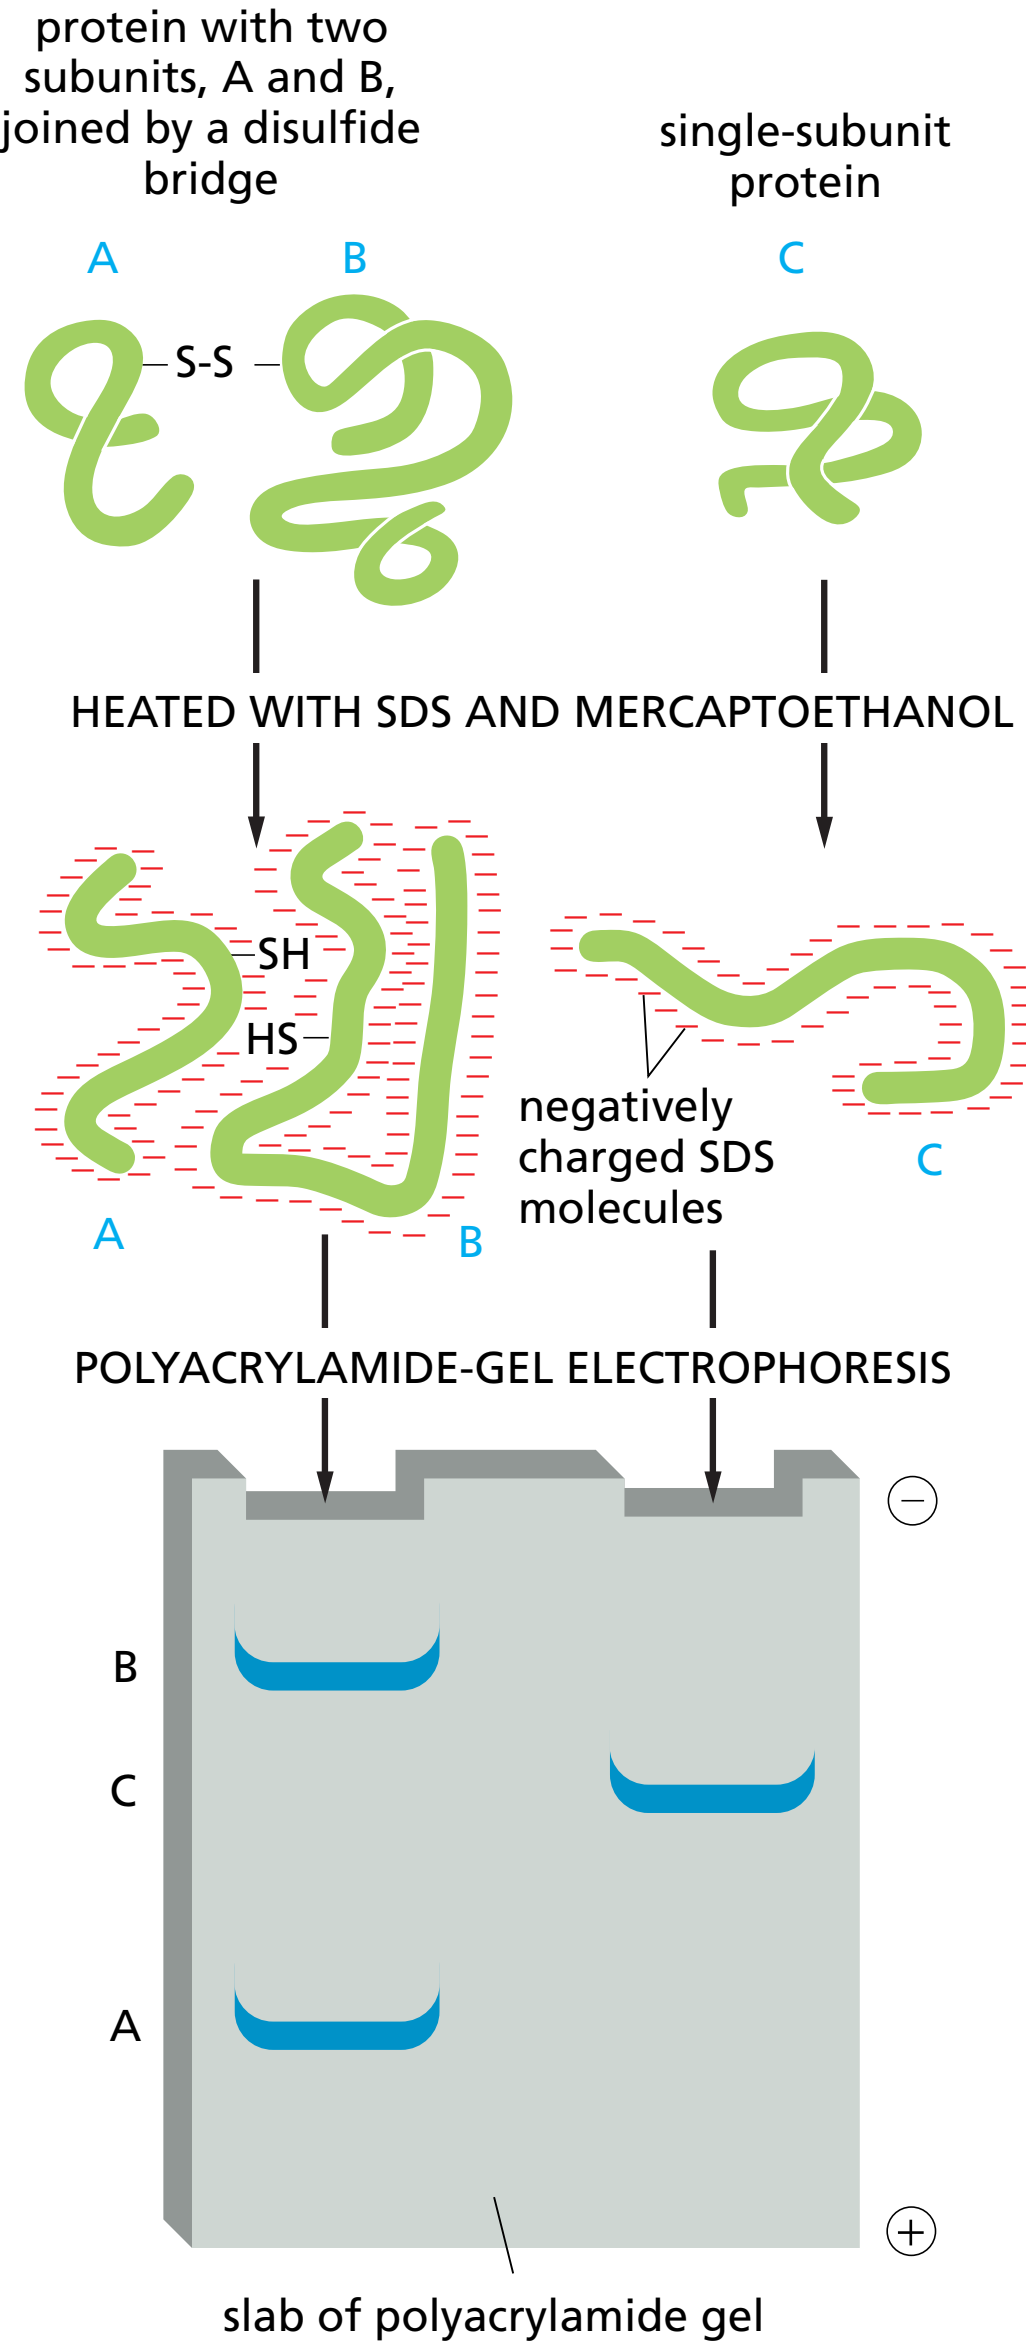 protein with two
subunits, A and B,
joined by a disulfide
bridge
single-subunit
protein
A
B
C
S-S
HEATED WITH SDS AND MERCAPTOETHANOL
SH
HS
negatively
charged SDS
molecules
A
B
C
POLYACRYLAMIDE-GEL ELECTROPHORESIS
−
B
C
A
+
slab of polyacrylamide gel